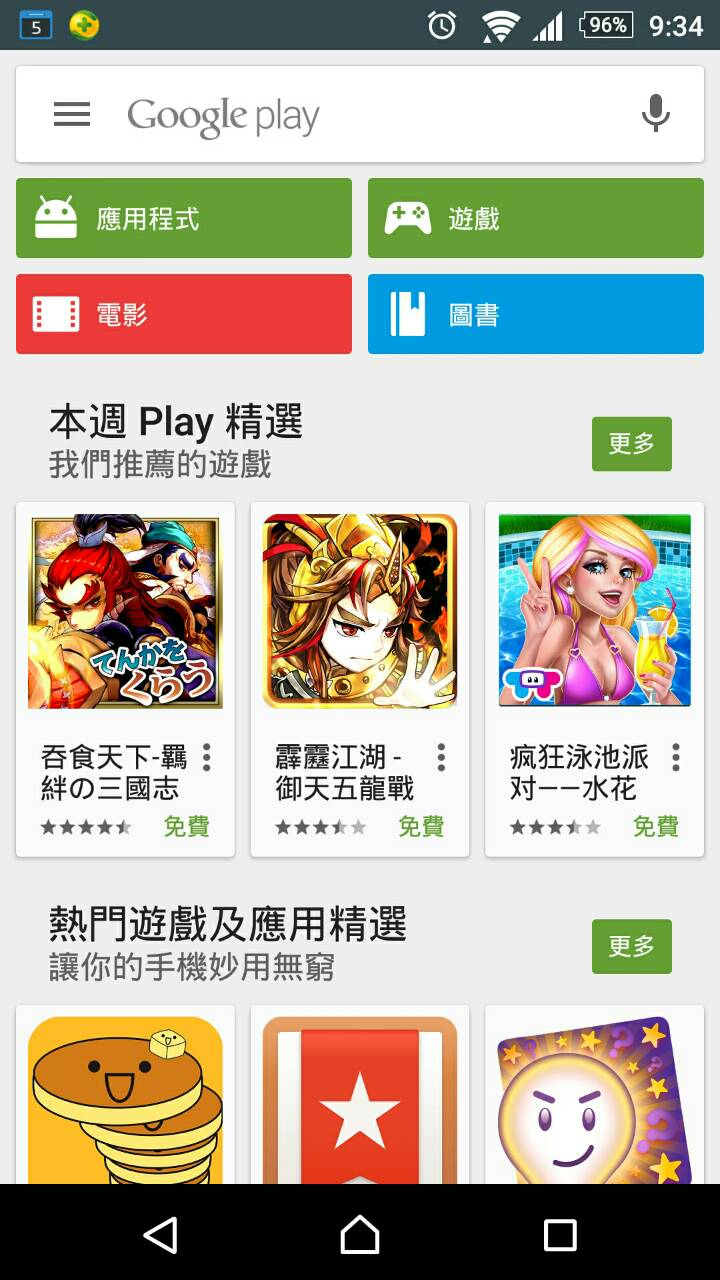 5
96%
9:34
Google play
應用程式
遊戲
電影
圖書
本週 Play 精選
我們推薦的遊戲
更多
てんかを
くらう
吞食天下-羈
絆の三國志
免費
霹靂江湖 -
御天五龍戰
免費
疯狂泳池派
对——水花
免費
熱門遊戲及應用精選
讓你的手機妙用無窮
更多